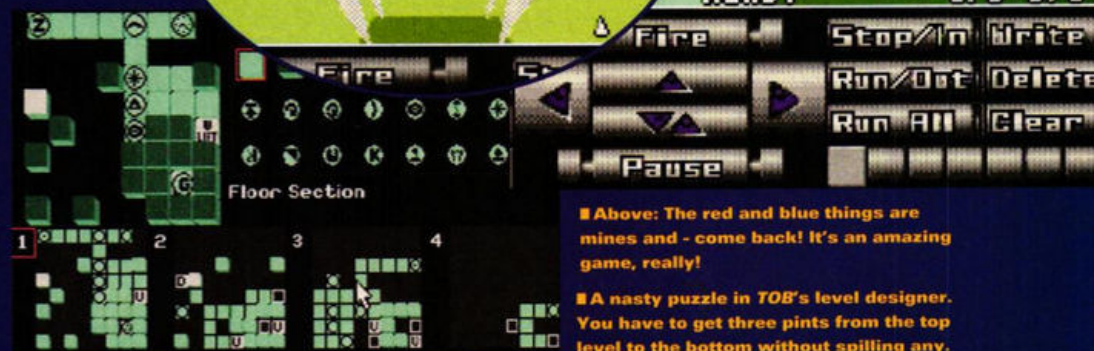 Fire
Stop/In Write
Run/Out Delete
Run All Clear
Fire
Pause
Z
U
LIFT
G
Floor Section
1 2 3 4
U
D
U
U
U
U
■ Above: The red and blue things are
mines and - come back! It's an amazing
game, really!
■ A nasty puzzle in TOB's level designer.
You have to get three pints from the top
level to the bottom without spilling any.